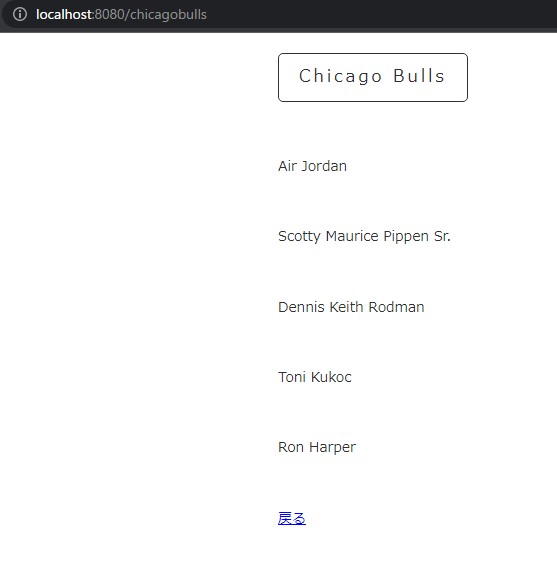 localhost:8080/chicagobulls
Chicago Bulls
Air Jordan
Scotty Maurice Pippen Sr.
Dennis Keith Rodman
Toni Kukoc
Ron Harper
戻る